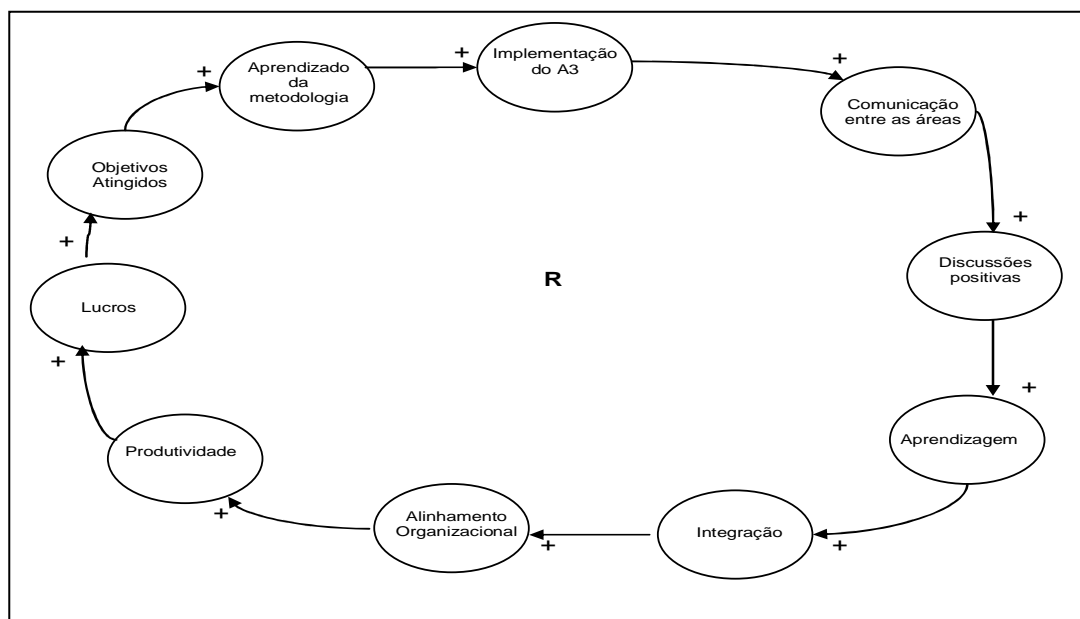 +
Aprendizado
da
metodologia
+
Implementação
do A3
+
Comunicação
entre as áreas
+
Discussões
positivas
+
Aprendizagem
+
Integração
+
Alinhamento
Organizacional
+
Produtividade
+
Lucros
+
Objetivos
Atingidos
R